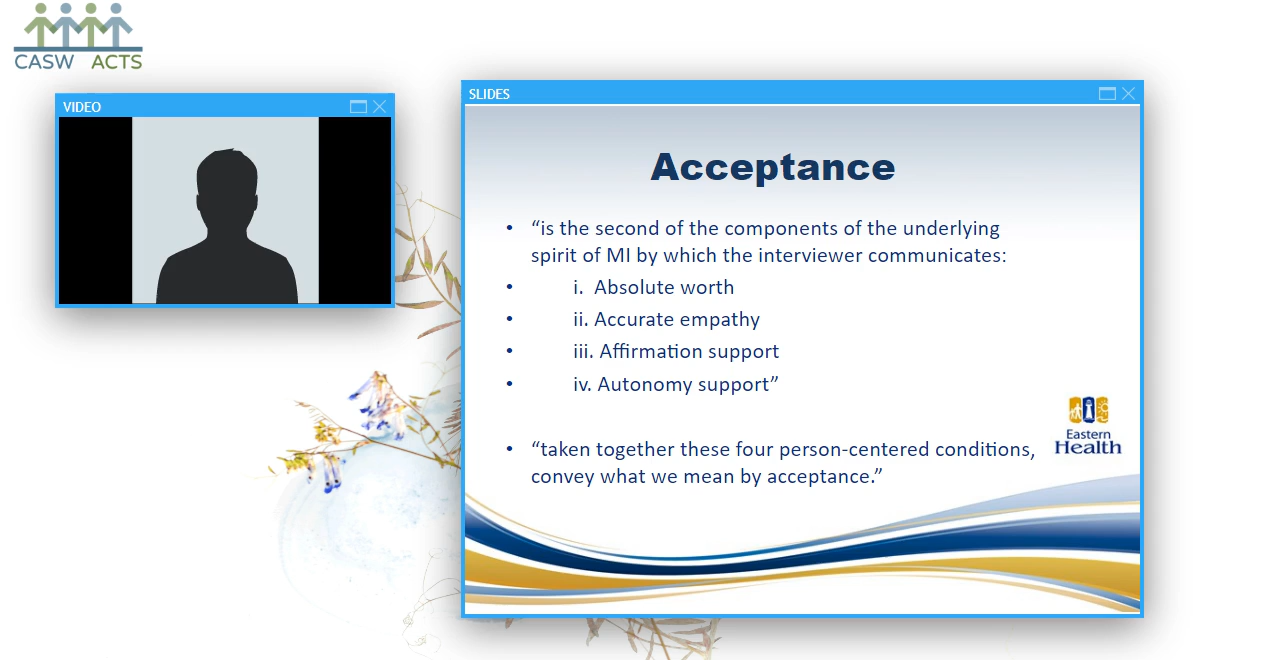 CASW ACTS
VIDEO
SLIDES
Acceptance
• “is the second of the components of the underlying
spirit of MI by which the interviewer communicates:
• i. Absolute worth
• ii. Accurate empathy
• iii. Affirmation support
• iv. Autonomy support”
• “taken together these four person-centered conditions,
convey what we mean by acceptance.”
Eastern
Health